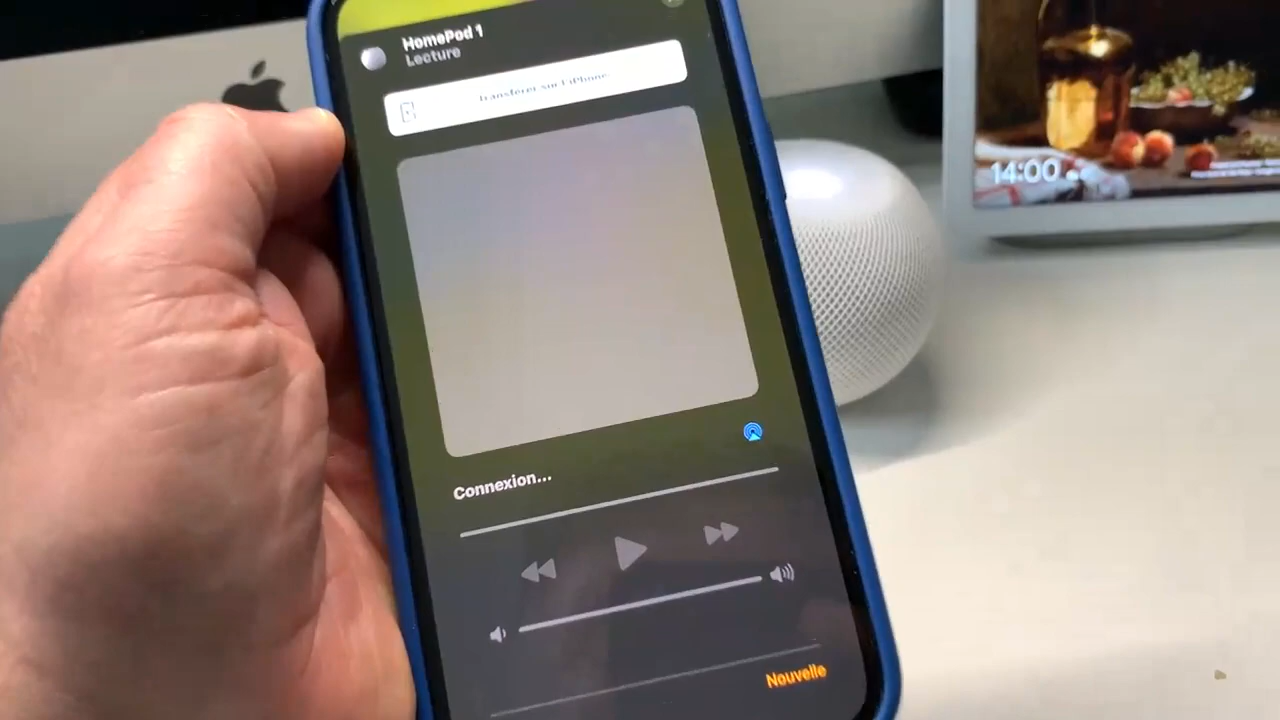 HomePod 1
Lecture
Transférer sur l'iPhone
14:00
Connexion...
Nouvelle